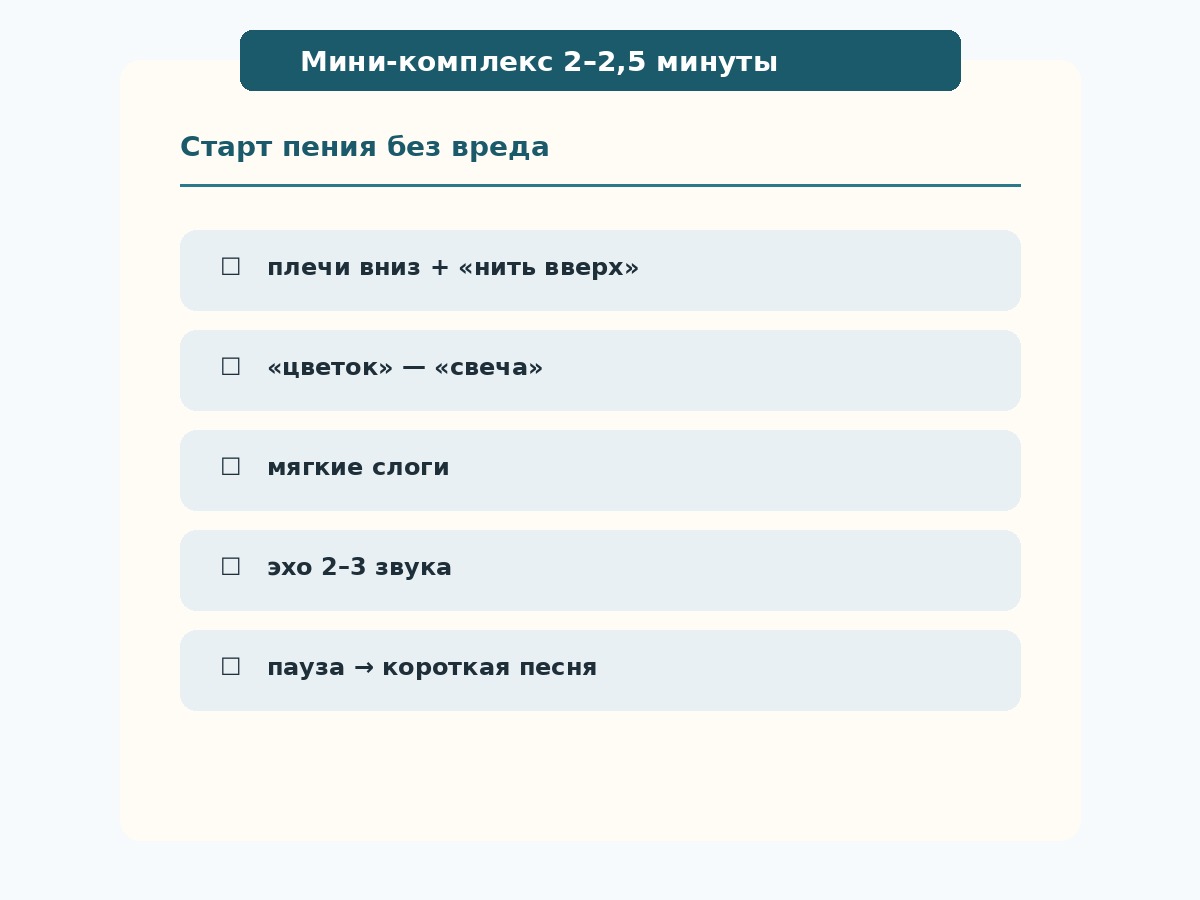 Мини-комплекс 2–2,5 минуты
Старт пения без вреда
☐ плечи вниз + «нить вверх»
☐ «цветок» — «свеча»
☐ мягкие слоги
☐ эхо 2–3 звука
☐ пауза → короткая песня